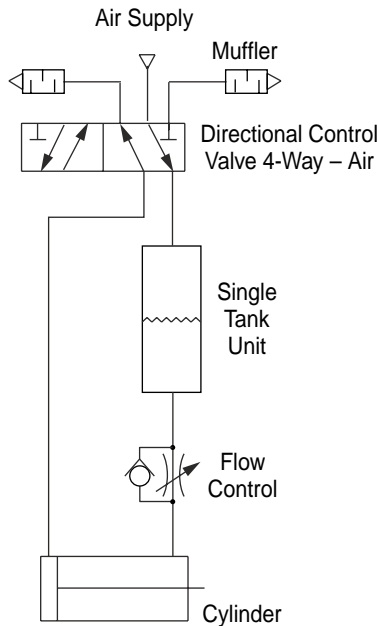 Air Supply
Muffler
Directional Control
Valve 4-Way – Air
Single
Tank
Unit
Flow
Control
Cylinder